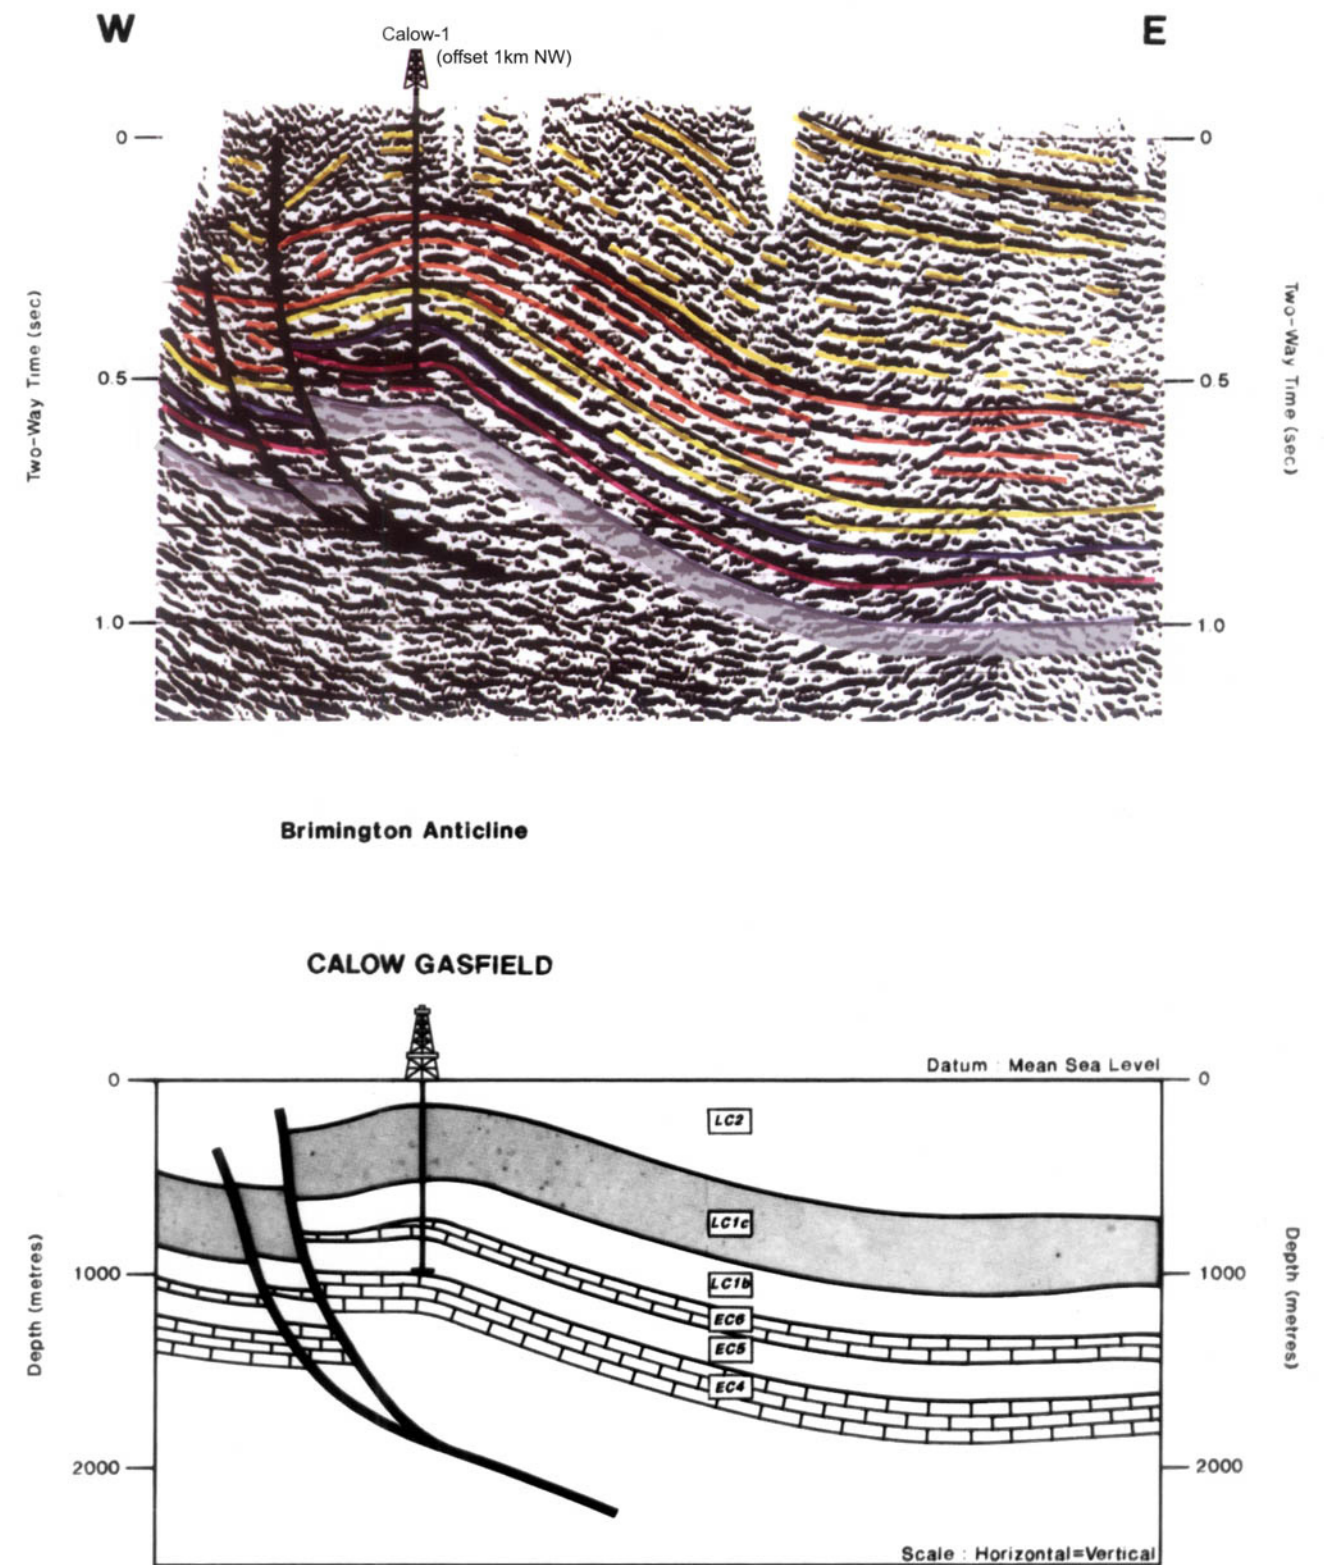 W
E
Calow-1
(offset 1km NW)
0
0
Two-Way Time (sec)
Two-Way Time (sec)
0.5
0.5
1.0
1.0
Brimington Anticline
CALOW GASFIELD
Datum : Mean Sea Level
0
0
LC2
LC1c
Depth (metres)
Depth (metres)
1000
1000
LC1b
EC6
EC5
EC4
2000
2000
Scale : Horizontal=Vertical